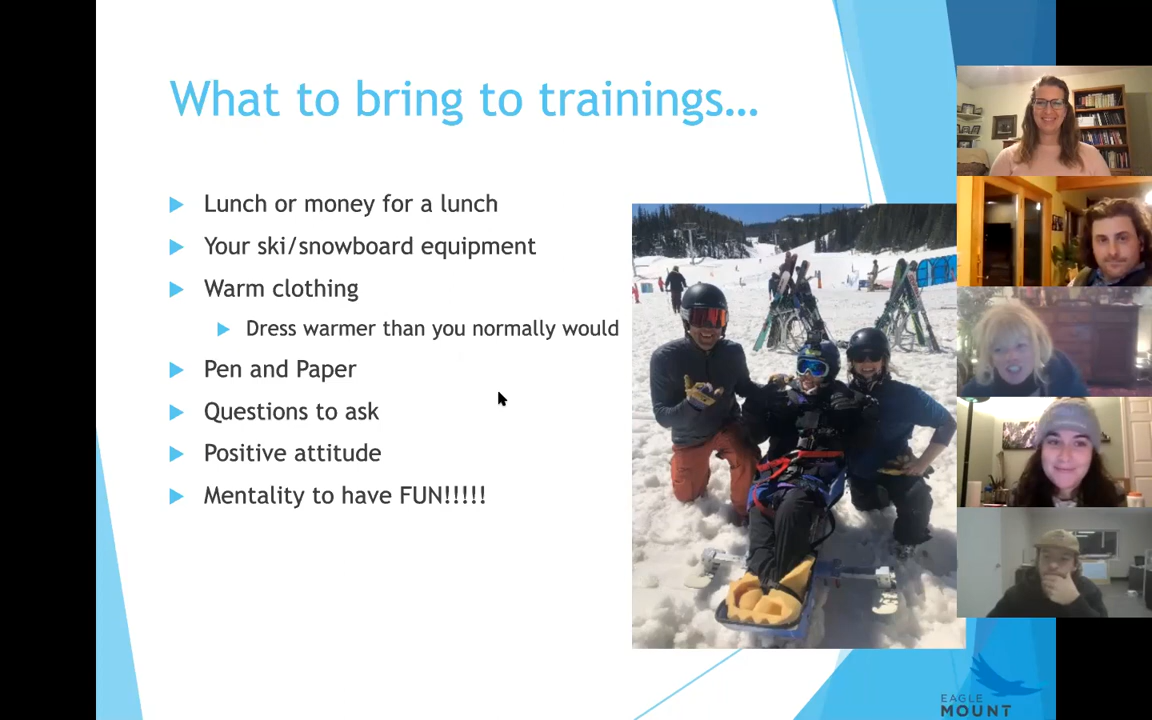 What to bring to trainings…
Lunch or money for a lunch
Your ski/snowboard equipment
Warm clothing
Dress warmer than you normally would
Pen and Paper
Questions to ask
Positive attitude
Mentality to have FUN!!!!!
EAGLE
MOUNT